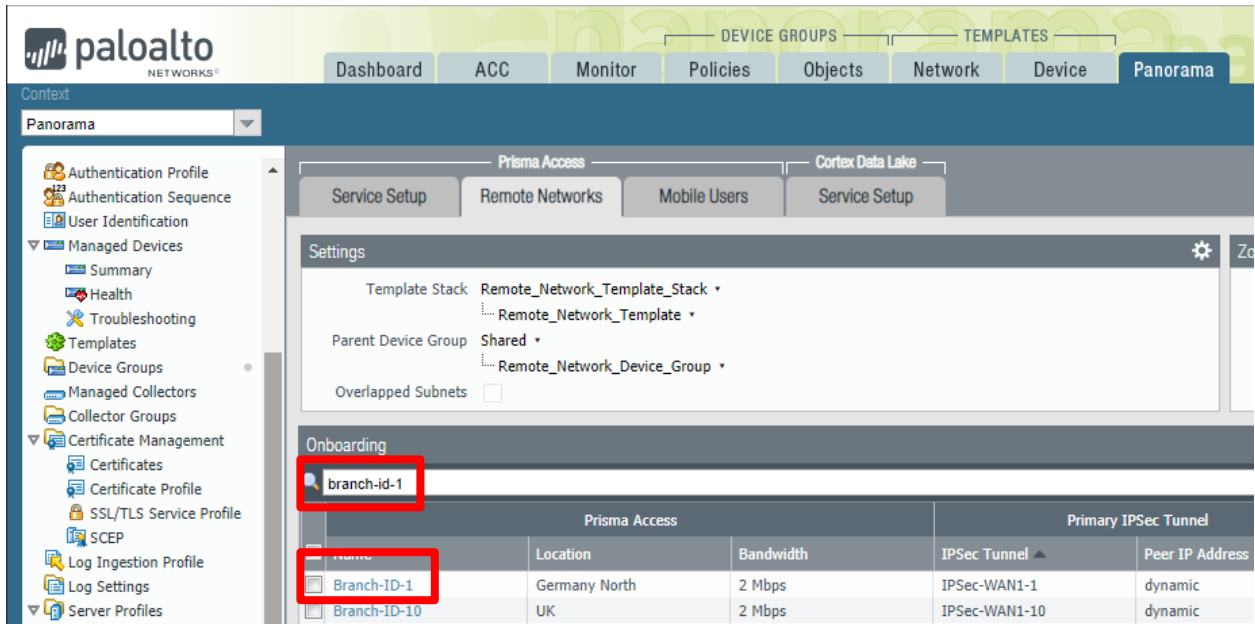 DEVICE GROUPS
TEMPLATES
paloalto
NETWORKS®
Dashboard ACC Monitor Policies Objects Network Device Panorama
Context
Panorama
Authentication Profile
Authentication Sequence
User Identification
Managed Devices
Summary
Health
Troubleshooting
Templates
Device Groups
Managed Collectors
Collector Groups
Certificate Management
Certificates
Certificate Profile
SSL/TLS Service Profile
SCEP
Log Ingestion Profile
Log Settings
Server Profiles
Prisma Access Cortex Data Lake
Service Setup Remote Networks Mobile Users Service Setup
Settings
Template Stack Remote_Network_Template_Stack
Remote_Network_Template
Parent Device Group Shared
Remote_Network_Device_Group
Overlapped Subnets
Onboarding
branch-id-1
Prisma Access Primary IPSec Tunnel
Name Location Bandwidth IPSec Tunnel Peer IP Address
Branch-ID-1 Germany North 2 Mbps IPSec-WAN1-1 dynamic
Branch-ID-10 UK 2 Mbps IPSec-WAN1-10 dynamic